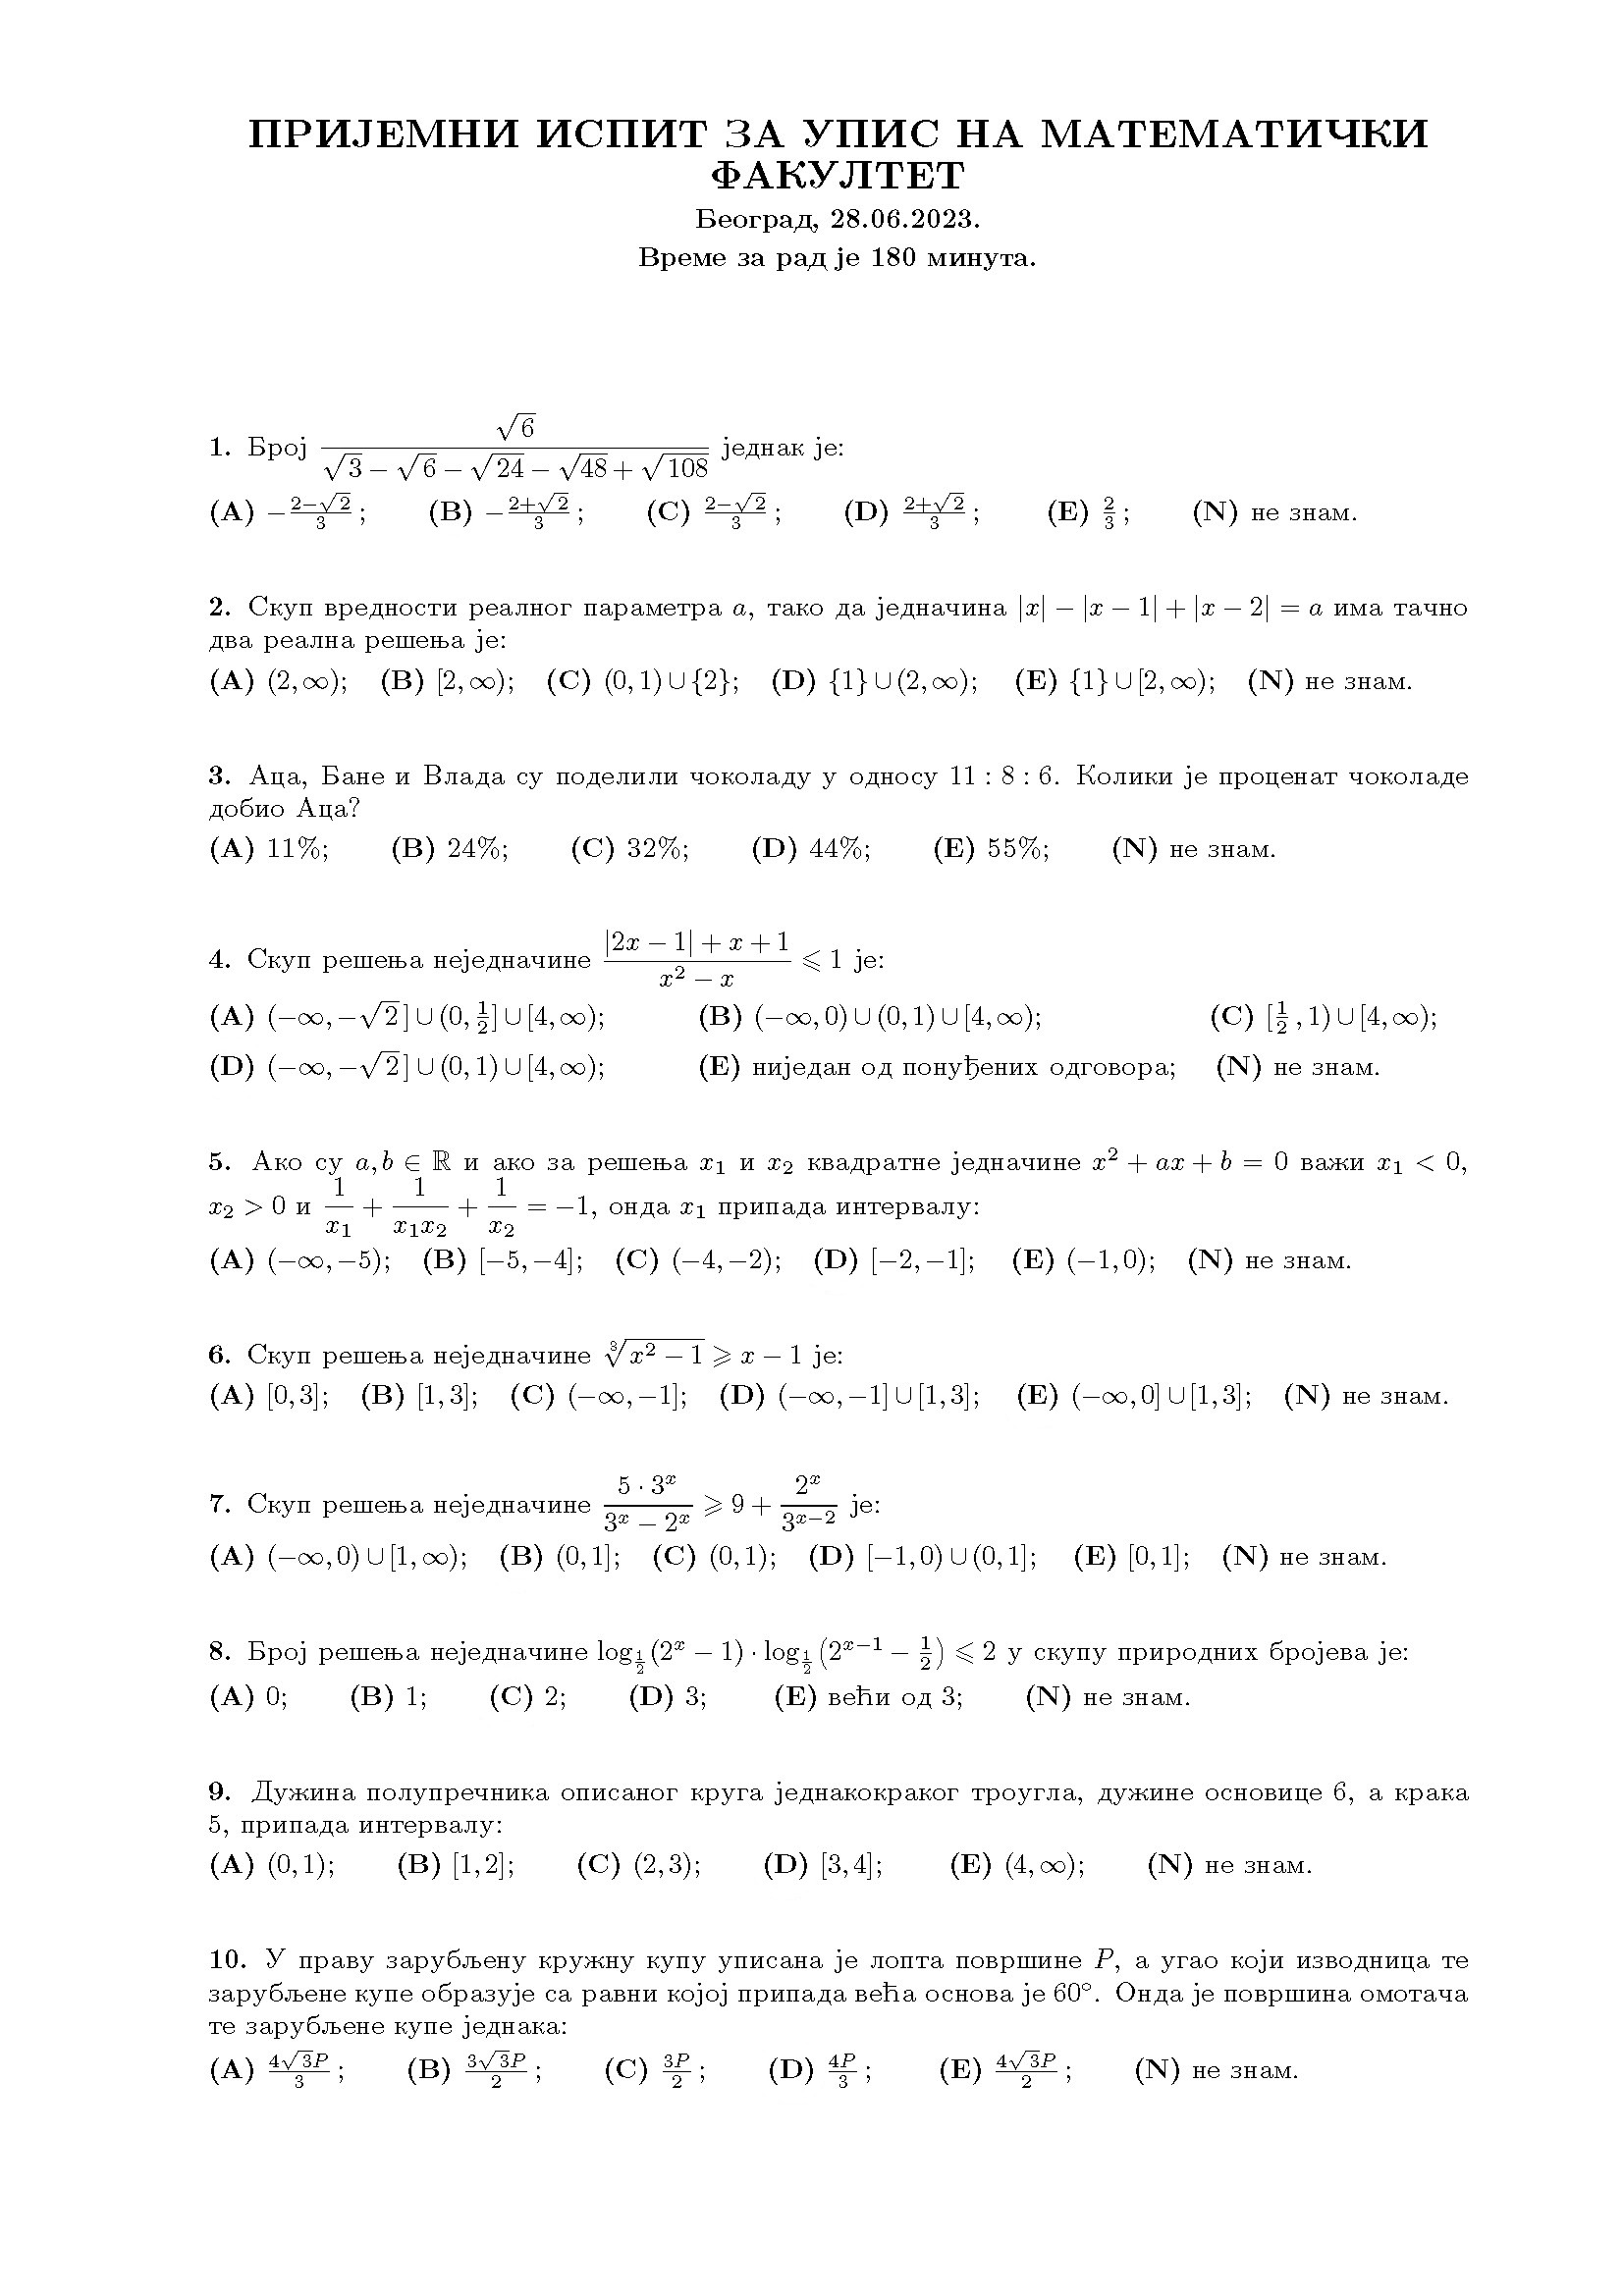 ПРИЈЕМНИ ИСПИТ ЗА УПИС НА МАТЕМАТИЧКИ
ФАКУЛТЕТ
Београд, 28.06.2023.
Време за рад је 180 минута.
1. Број $\dfrac{\sqrt{6}}{\sqrt{3}-\sqrt{6}-\sqrt{24}-\sqrt{48}+\sqrt{108}}$ једнак је:
(A) $-\frac{2-\sqrt{2}}{3}$; (B) $-\frac{2+\sqrt{2}}{3}$; (C) $\frac{2-\sqrt{2}}{3}$; (D) $\frac{2+\sqrt{2}}{3}$; (E) $\frac{2}{3}$; (N) не знам.
2. Скуп вредности реалног параметра $a$, тако да једначина $|x|-|x-1|+|x-2|=a$ има тачно
два реална решења је:
(A) $(2,\infty)$; (B) $[2,\infty)$; (C) $(0,1)\cup\{2\}$; (D) $\{1\}\cup(2,\infty)$; (E) $\{1\}\cup[2,\infty)$; (N) не знам.
3. Аца, Бане и Влада су поделили чоколаду у односу 11 : 8 : 6. Колики је проценат чоколаде
добио Аца?
(A) 11%; (B) 24%; (C) 32%; (D) 44%; (E) 55%; (N) не знам.
4. Скуп решења неједначине $\dfrac{|2x-1|+x+1}{x^2-x}\leqslant 1$ је:
(A) $(-\infty,-\sqrt{2}]\cup(0,\frac{1}{2}]\cup[4,\infty)$; (B) $(-\infty,0)\cup(0,1)\cup[4,\infty)$; (C) $[\frac{1}{2},1)\cup[4,\infty)$;
(D) $(-\infty,-\sqrt{2}]\cup(0,1)\cup[4,\infty)$; (E) ниједан од понуђених одговора; (N) не знам.
5. Ако су $a,b\in\mathbb{R}$ и ако за решења $x_1$ и $x_2$ квадратне једначине $x^2+ax+b=0$ важи $x_1<0$,
$x_2>0$ и $\dfrac{1}{x_1}+\dfrac{1}{x_1x_2}+\dfrac{1}{x_2}=-1$, онда $x_1$ припада интервалу:
(A) $(-\infty,-5)$; (B) $[-5,-4]$; (C) $(-4,-2)$; (D) $[-2,-1]$; (E) $(-1,0)$; (N) не знам.
6. Скуп решења неједначине $\sqrt[3]{x^2-1}\geqslant x-1$ је:
(A) $[0,3]$; (B) $[1,3]$; (C) $(-\infty,-1]$; (D) $(-\infty,-1]\cup[1,3]$; (E) $(-\infty,0]\cup[1,3]$; (N) не знам.
7. Скуп решења неједначине $\dfrac{5\cdot 3^x}{3^x-2^x}\geqslant 9+\dfrac{2^x}{3^{x-2}}$ је:
(A) $(-\infty,0)\cup[1,\infty)$; (B) $(0,1]$; (C) $(0,1)$; (D) $[-1,0)\cup(0,1]$; (E) $[0,1]$; (N) не знам.
8. Број решења неједначине $\log_{\frac{1}{2}}(2^x-1)\cdot\log_{\frac{1}{2}}\left(2^{x-1}-\frac{1}{2}\right)\leqslant 2$ у скупу природних бројева је:
(A) 0; (B) 1; (C) 2; (D) 3; (E) већи од 3; (N) не знам.
9. Дужина полупречника описаног круга једнакокраког троугла, дужине основице 6, а крака
5, припада интервалу:
(A) $(0,1)$; (B) $[1,2]$; (C) $(2,3)$; (D) $[3,4]$; (E) $(4,\infty)$; (N) не знам.
10. У праву зарубљену кружну купу уписана је лопта површине $P$, а угао који изводница те
зарубљене купе образује са равни којој припада већа основа је $60^\circ$. Онда је површина омотача
те зарубљене купе једнака:
(A) $\frac{4\sqrt{3}P}{3}$; (B) $\frac{3\sqrt{3}P}{2}$; (C) $\frac{3P}{2}$; (D) $\frac{4P}{3}$; (E) $\frac{4\sqrt{3}P}{2}$; (N) не знам.